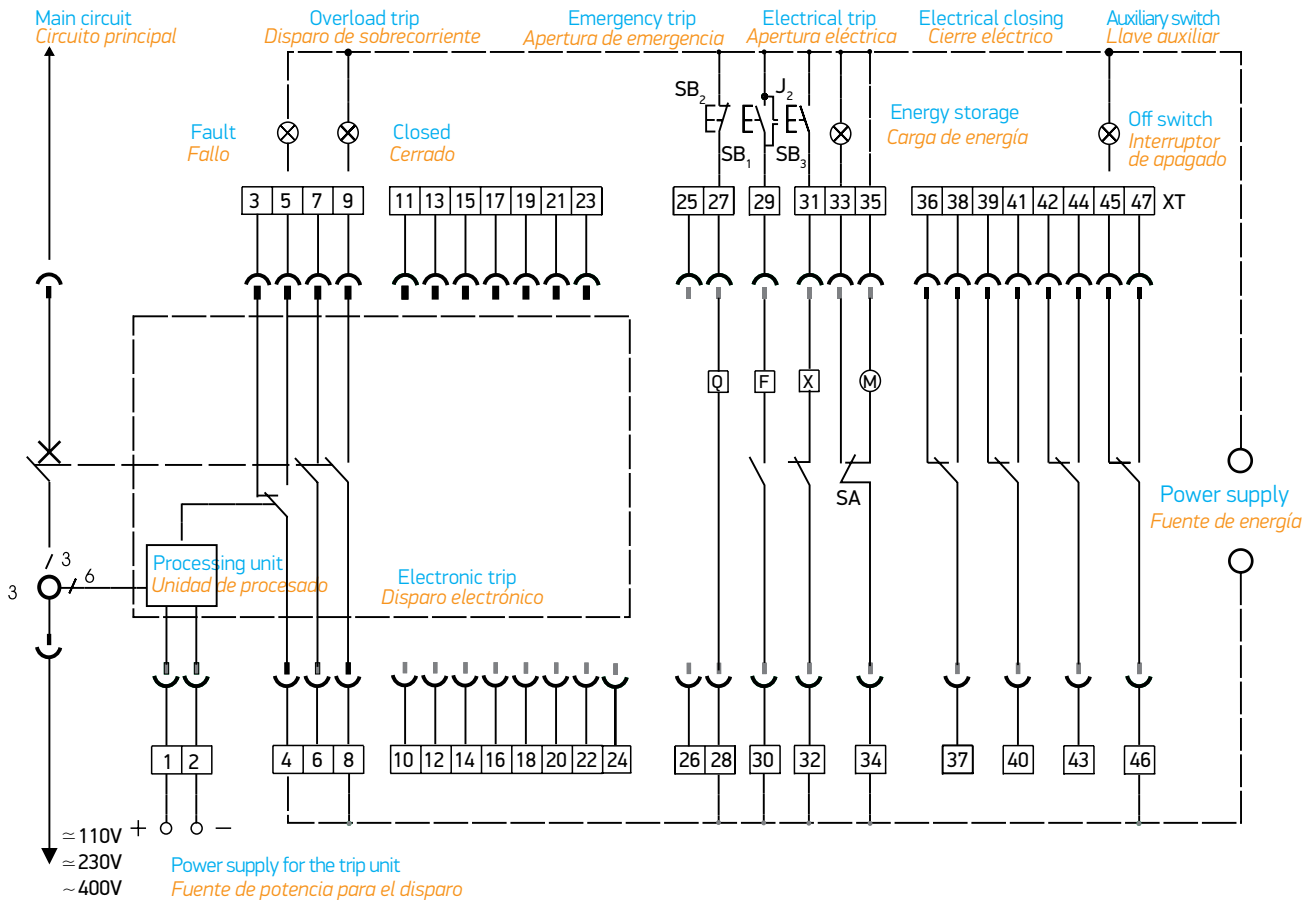 Main circuit
Circuito principal
Overload trip
Disparo de sobrecorriente
Emergency trip
Apertura de emergencia
Electrical trip
Apertura eléctrica
Electrical closing
Cierre eléctrico
Auxiliary switch
Llave auxiliar
Fault
Fallo
Closed
Cerrado
SB2
J2
SB1
SB3
Energy storage
Carga de energía
Off switch
Interruptor
de apagado
3 5 7 9
11 13 15 17 19 21 23
25 27
29
31 33 35
36 38 39 41 42 44 45 47 XT
Q
F
X
M
SA
Power supply
Fuente de energía
3
3
6
Processing unit
Unidad de procesado
Electronic trip
Disparo electrónico
1 2
4 6 8
10 12 14 16 18 20 22 24
26 28
30
32
34
37
40
43
46
≃110V
≃230V
~400V
+ −
Power supply for the trip unit
Fuente de potencia para el disparo